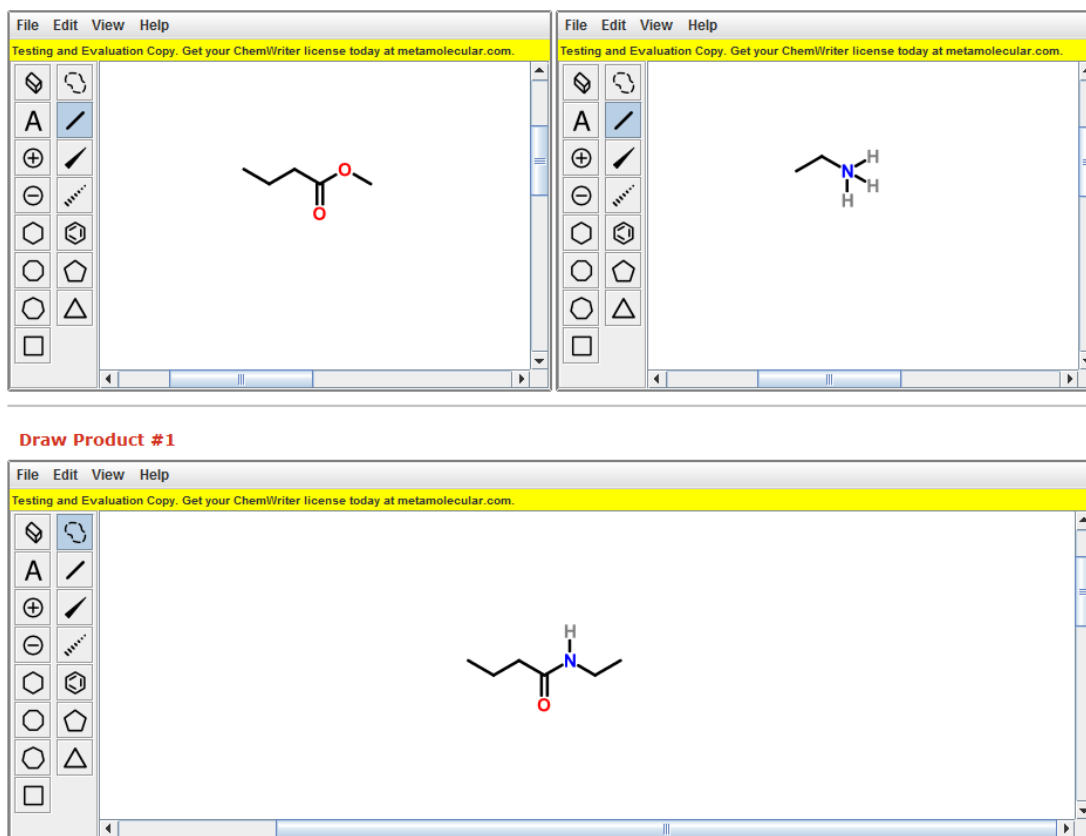 File Edit View Help
Testing and Evaluation Copy. Get your ChemWriter license today at metamolecular.com.
A
O
O
File Edit View Help
Testing and Evaluation Copy. Get your ChemWriter license today at metamolecular.com.
A
H
N
H
H
Draw Product #1
File Edit View Help
Testing and Evaluation Copy. Get your ChemWriter license today at metamolecular.com.
A
H
N
O